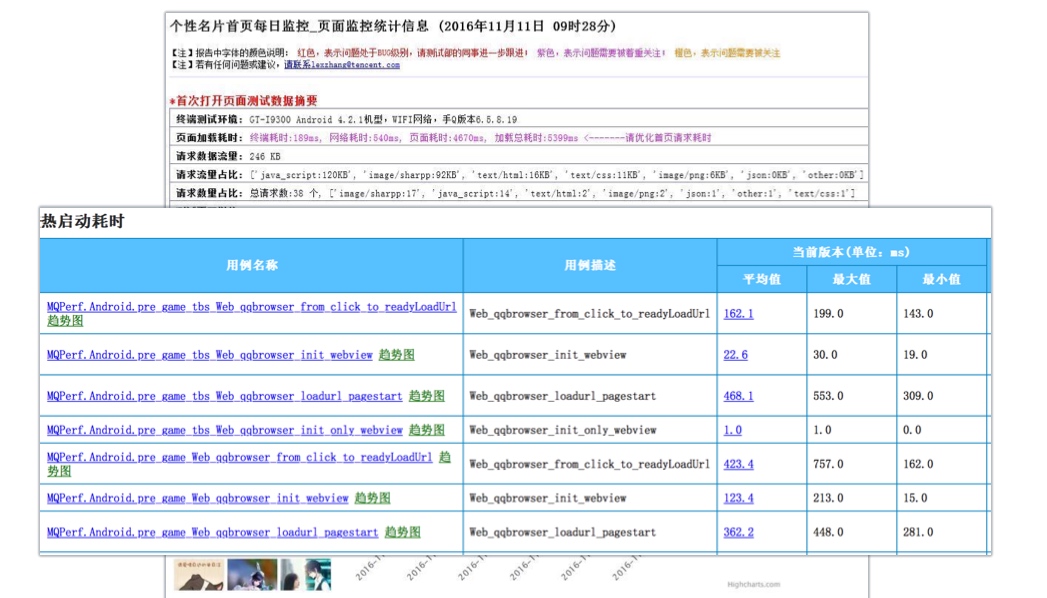 个性名片首页每日监控_页面监控统计信息 (2016年11月11日 09时28分)
【注】报告中字体的颜色说明: 红色, 表示问题处于BUG级别, 请测试部的同事进一步跟进! 紫色, 表示问题需要被着重关注! 橙色, 表示问题需要被关注
【注】若有任何问题或建议, 请联系lexzhang@tencent.com
*首次打开页面测试数据摘要
终端测试环境: GT-I9300 Android 4.2.1机型, WIFI网络, 手Q版本6.5.8.19
页面加载耗时: 终端耗时:189ms, 网络耗时:540ms, 页面耗时:4670ms, 加载总耗时:5399ms <-------请优化首页请求耗时
请求数据流量: 246 KB
请求流量占比: ['java_script:120KB', 'image/sharpp:92KB', 'text/html:16KB', 'text/css:11KB', 'image/png:6KB', 'json:0KB', 'other:0KB']
请求数量占比: 总请求数:38 个, ['image/sharpp:17', 'java_script:14', 'text/html:2', 'image/png:2', 'json:1', 'other:1', 'text/css:1']
热启动耗时
用例名称 用例描述 当前版本(单位: ms)
平均值 最大值 最小值
MQPerf.Android.pre_game_tbs_Web_qqbrowser_from_click_to_readyLoadUrl
趋势图 Web_qqbrowser_from_click_to_readyLoadUrl 162.1 199.0 143.0
MQPerf.Android.pre_game_tbs_Web_qqbrowser_init_webview 趋势图 Web_qqbrowser_init_webview 22.6 30.0 19.0
MQPerf.Android.pre_game_tbs_Web_qqbrowser_loadurl_pagestart 趋势图 Web_qqbrowser_loadurl_pagestart 468.1 553.0 309.0
MQPerf.Android.pre_game_tbs_Web_qqbrowser_init_only_webview 趋势图 Web_qqbrowser_init_only_webview 1.0 1.0 0.0
MQPerf.Android.pre_game_Web_qqbrowser_from_click_to_readyLoadUrl 趋
势图 Web_qqbrowser_from_click_to_readyLoadUrl 423.4 757.0 162.0
MQPerf.Android.pre_game_Web_qqbrowser_init_webview 趋势图 Web_qqbrowser_init_webview 123.4 213.0 15.0
MQPerf.Android.pre_game_Web_qqbrowser_loadurl_pagestart 趋势图 Web_qqbrowser_loadurl_pagestart 362.2 448.0 281.0
2016-1 2016-1 2016-1 2016-1 2016-1 2016-1
Highcharts.com